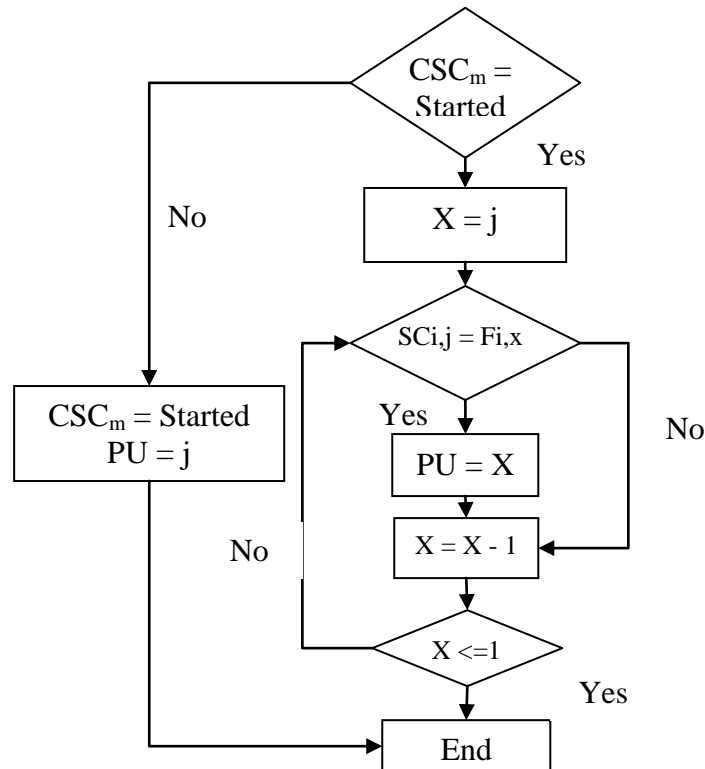 CSCm =
Started
Yes
No
X = j
SCi,j = Fi,x
CSCm = Started
PU = j
Yes
No
PU = X
No
X = X - 1
X <=1
Yes
End